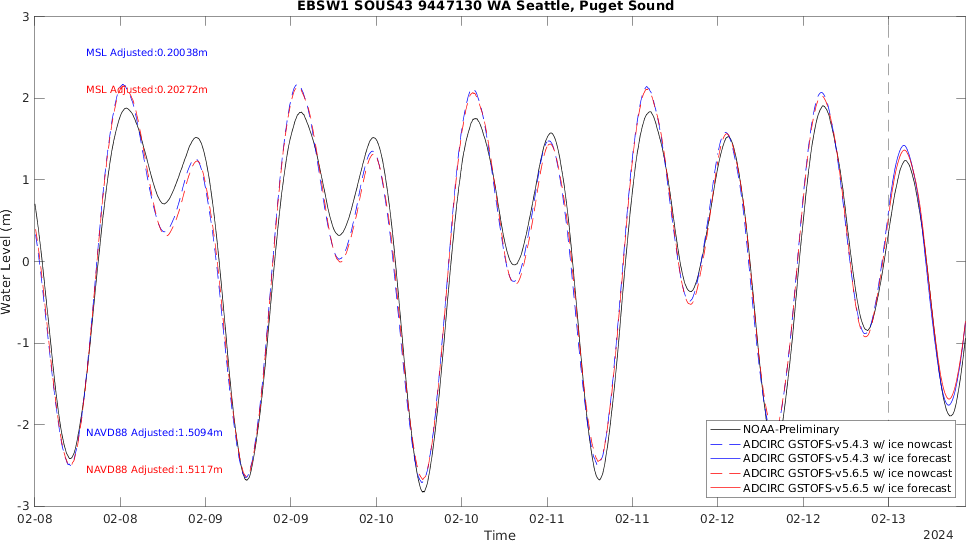 EBSW1 SOUS43 9447130 WA Seattle, Puget Sound
3
MSL Adjusted:0.20038m
MSL Adjusted:0.20272m
2
1
0
-1
-2
-3
Water Level (m)
NAVD88 Adjusted:1.5094m
NAVD88 Adjusted:1.5117m
NOAA-Preliminary
ADCIRC GSTOFS-v5.4.3 w/ ice nowcast
ADCIRC GSTOFS-v5.4.3 w/ ice forecast
ADCIRC GSTOFS-v5.6.5 w/ ice nowcast
ADCIRC GSTOFS-v5.6.5 w/ ice forecast
02-08 02-08 02-09 02-09 02-10 02-10 02-11 02-11 02-12 02-12 02-13
Time
2024